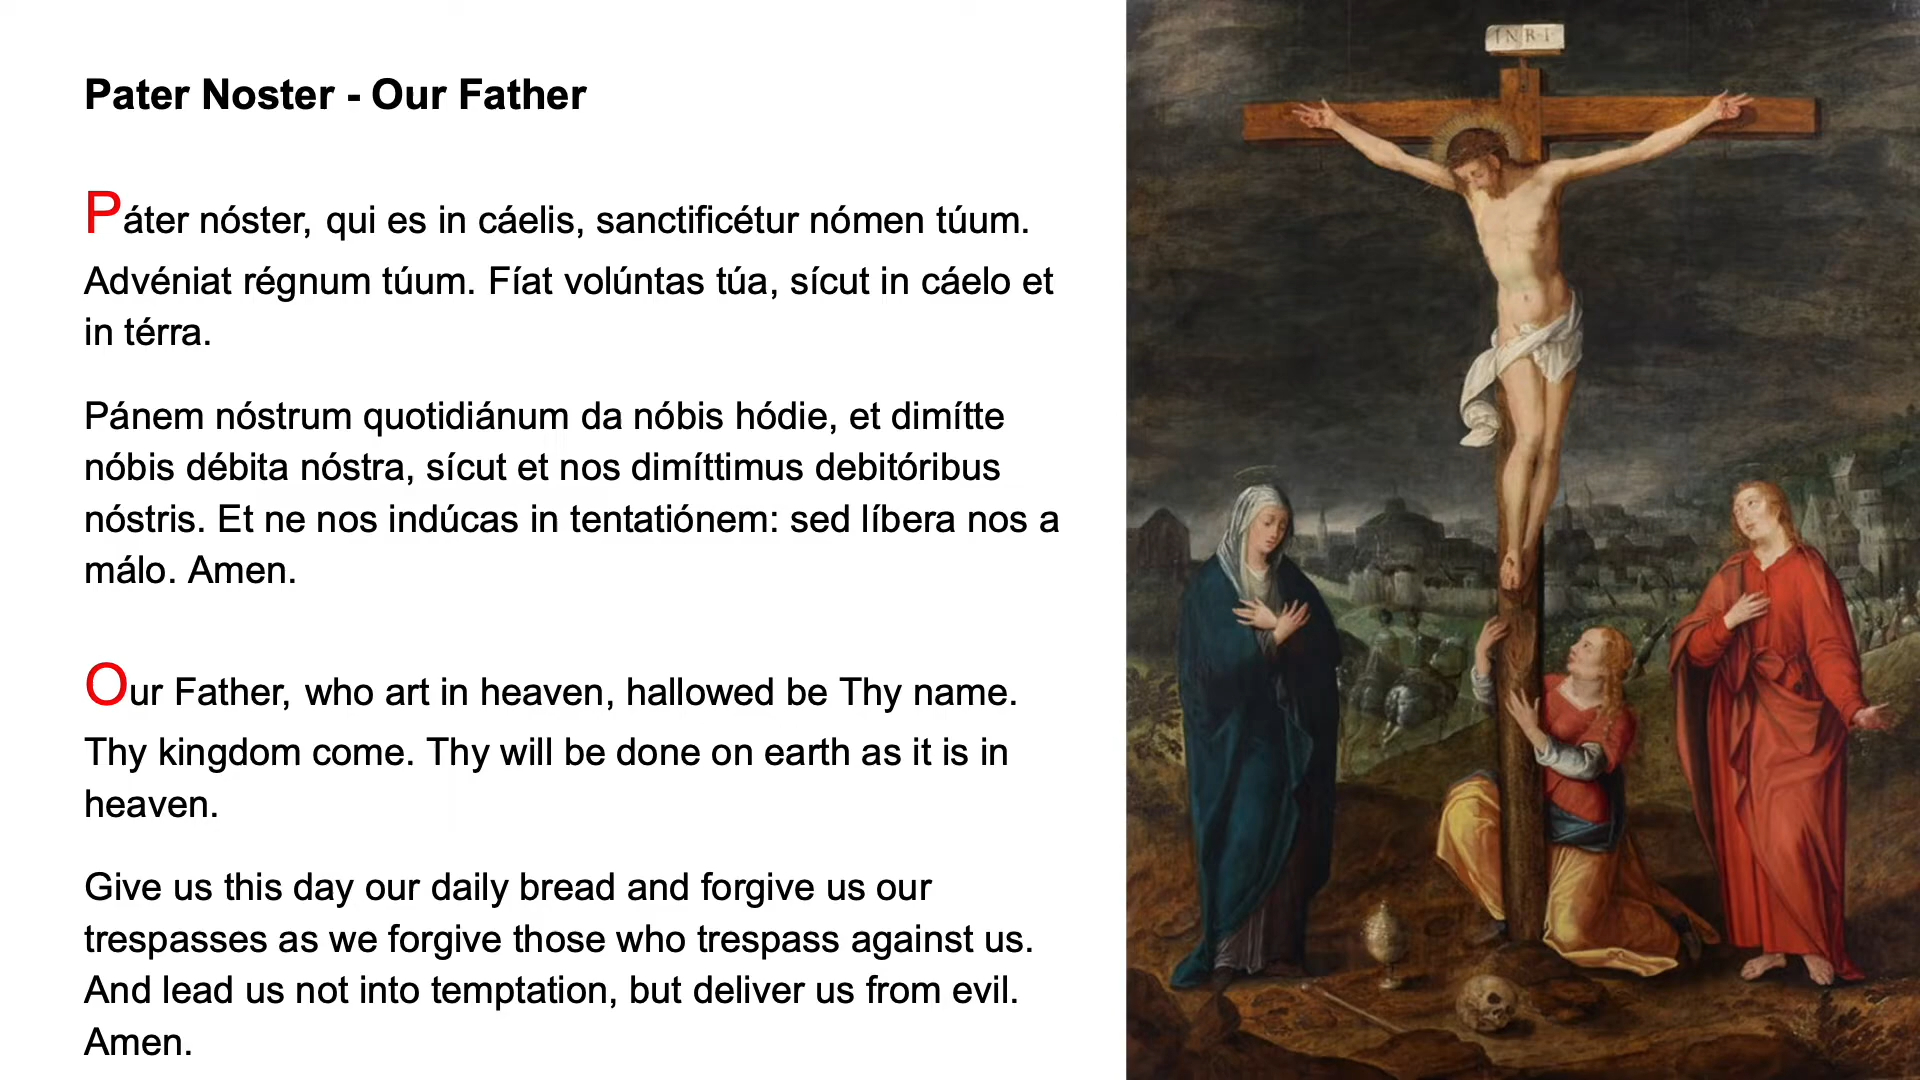 Pater Noster - Our Father
Páter nóster, qui es in cáelis, sanctificétur nómen túum.
Advéniat régnum túum. Fíat volúntas túa, sícut in cáelo et
in térra.
Pánem nóstrum quotidiánum da nóbis hódie, et dimítte
nóbis débita nóstra, sícut et nos dimíttimus debitóribus
nóstris. Et ne nos indúcas in tentatiónem: sed líbera nos a
málo. Amen.
Our Father, who art in heaven, hallowed be Thy name.
Thy kingdom come. Thy will be done on earth as it is in
heaven.
Give us this day our daily bread and forgive us our
trespasses as we forgive those who trespass against us.
And lead us not into temptation, but deliver us from evil.
Amen.
INRI